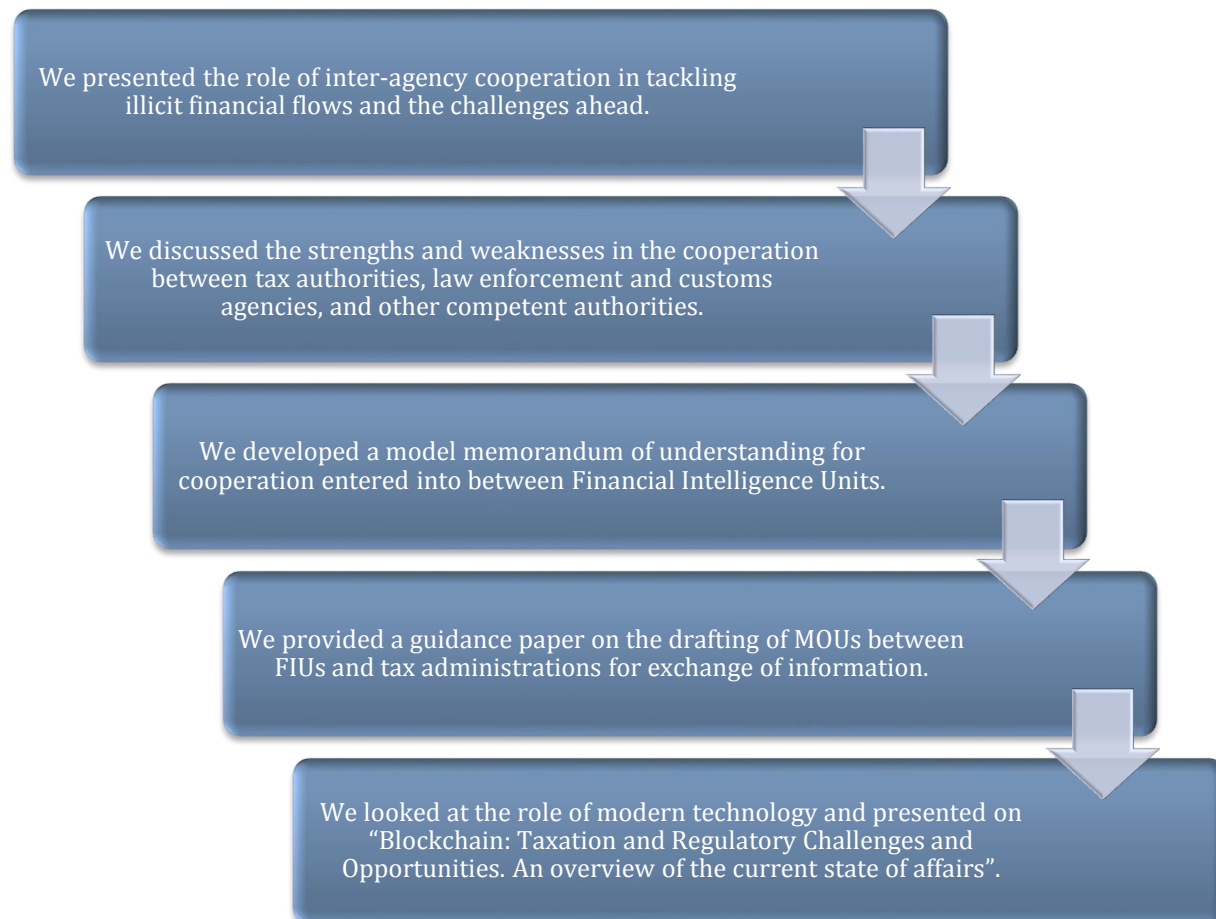 We presented the role of inter-agency cooperation in tackling
illicit financial flows and the challenges ahead.
We discussed the strengths and weaknesses in the cooperation
between tax authorities, law enforcement and customs
agencies, and other competent authorities.
We developed a model memorandum of understanding for
cooperation entered into between Financial Intelligence Units.
We provided a guidance paper on the drafting of MOUs between
FIUs and tax administrations for exchange of information.
We looked at the role of modern technology and presented on
“Blockchain: Taxation and Regulatory Challenges and
Opportunities. An overview of the current state of affairs”.